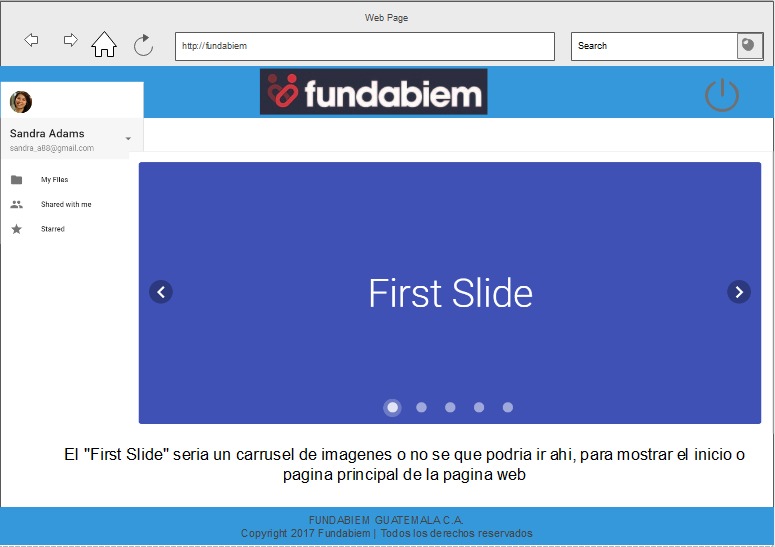 Web Page
http://fundabiem
Search
fundabiem
Sandra Adams
sandra_a88@gmail.com
My Files
Shared with me
Starred
First Slide
El "First Slide" seria un carrusel de imagenes o no se que podria ir ahi, para mostrar el inicio o
pagina principal de la pagina web
FUNDABIEM GUATEMALA C.A.
Copyright 2017 Fundabiem | Todos los derechos reservados